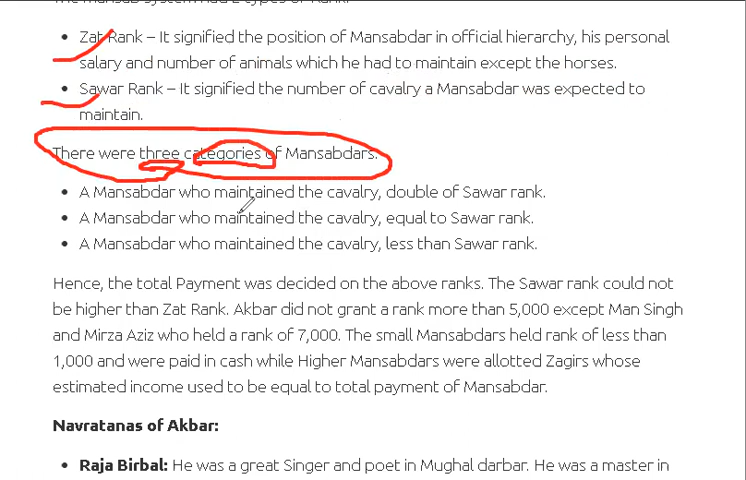 The mansab system had 2 types of Rank:
Zat Rank – It signified the position of Mansabdar in official hierarchy, his personal
salary and number of animals which he had to maintain except the horses.
Sawar Rank – It signified the number of cavalry a Mansabdar was expected to
maintain.
There were three categories of Mansabdars.
A Mansabdar who maintained the cavalry, double of Sawar rank.
A Mansabdar who maintained the cavalry, equal to Sawar rank.
A Mansabdar who maintained the cavalry, less than Sawar rank.
Hence, the total Payment was decided on the above ranks. The Sawar rank could not
be higher than Zat Rank. Akbar did not grant a rank more than 5,000 except Man Singh
and Mirza Aziz who held a rank of 7,000. The small Mansabdars held rank of less than
1,000 and were paid in cash while Higher Mansabdars were allotted Zagirs whose
estimated income used to be equal to total payment of Mansabdar.
Navratanas of Akbar:
Raja Birbal: He was a great Singer and poet in Mughal darbar. He was a master in